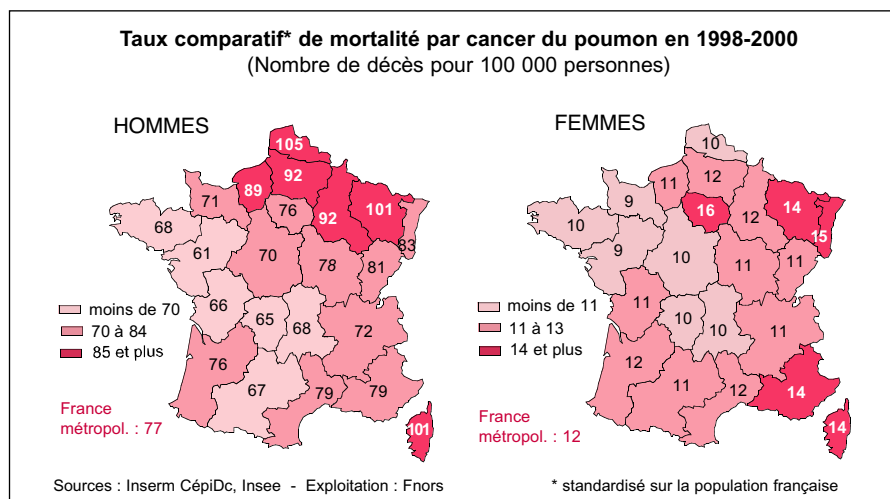 Taux comparatif* de mortalité par cancer du poumon en 1998-2000
(Nombre de décès pour 100 000 personnes)
HOMMES
105
92
89
71
76
92
101
83
68
61
70
78
81
66
65
68
72
76
67
79
79
101
moins de 70
70 à 84
85 et plus
France
métropol. : 77
FEMMES
10
12
11
9
16
12
14
15
10
9
10
11
11
11
10
10
11
12
11
12
14
14
moins de 11
11 à 13
14 et plus
France
métropol. : 12
Sources : Inserm CépiDc, Insee - Exploitation : Fnors
* standardisé sur la population française